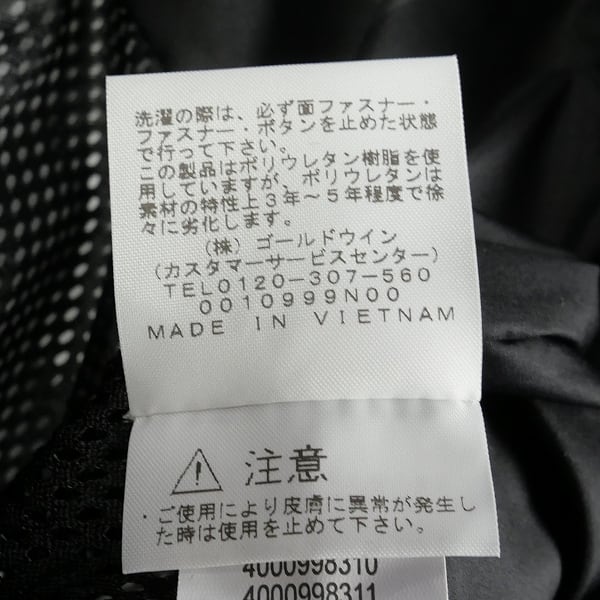 洗濯の際は、必ず面ファスナー・
ファスナー・ボタンを止めた状態
で行って下さい。
この製品はポリウレタン樹脂を使
用していますが、ポリウレタンは
素材の特性上3年～5年程度で徐
々に劣化します。
(株)ゴールドウイン
(カスタマーサービスセンター)
TEL0120-307-560
0010999N00
MADE IN VIETNAM
注意
・ご使用により皮膚に異常が発生し
た時は使用を止めて下さい。
4000998310
4000998311